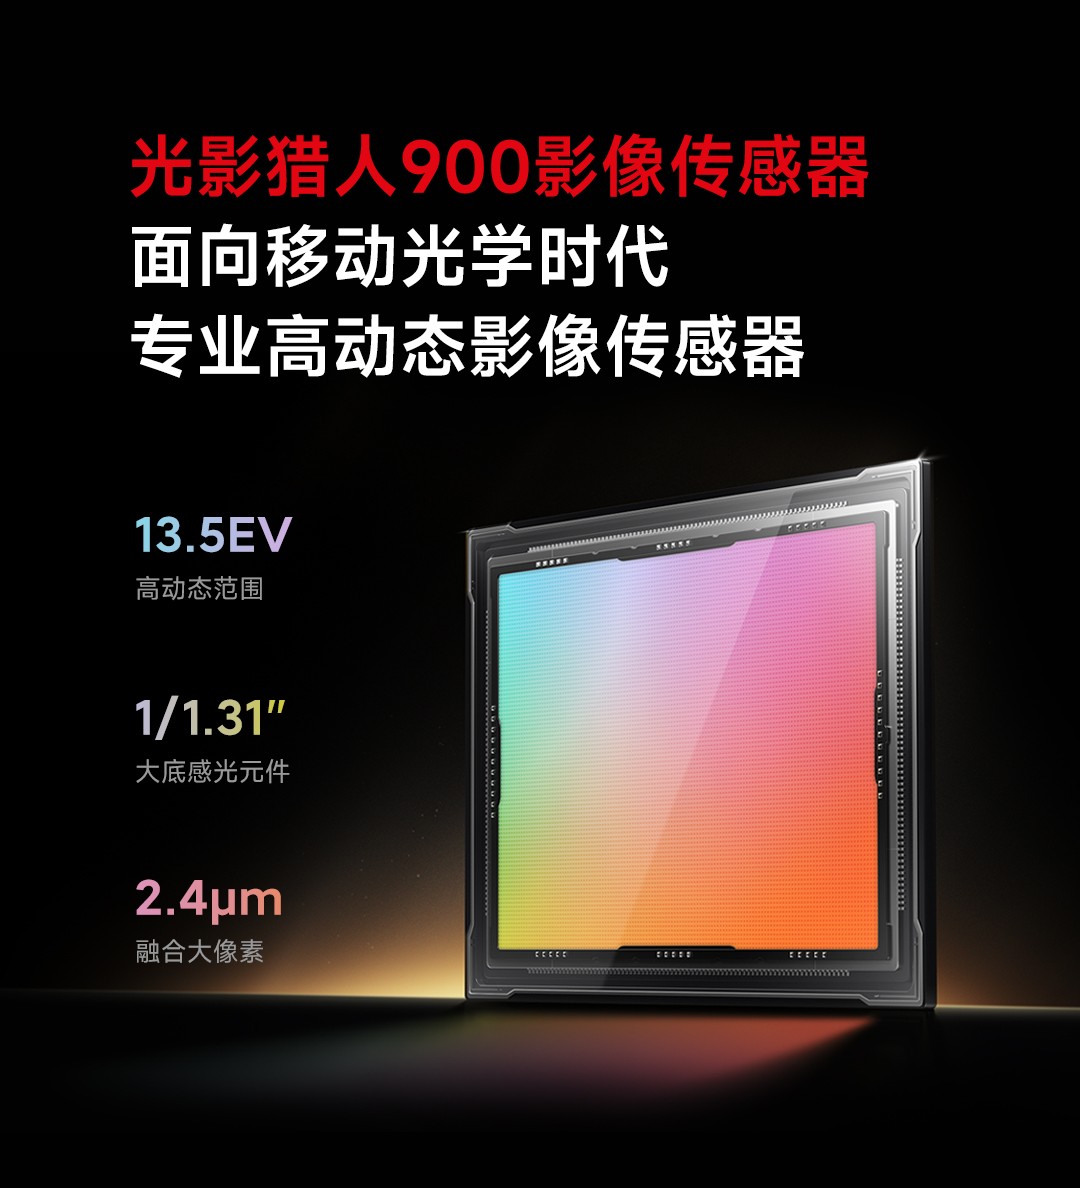 光影猎人900影像传感器
面向移动光学时代
专业高动态影像传感器
13.5EV
高动态范围
1/1.31″
大底感光元件
2.4μm
融合大像素